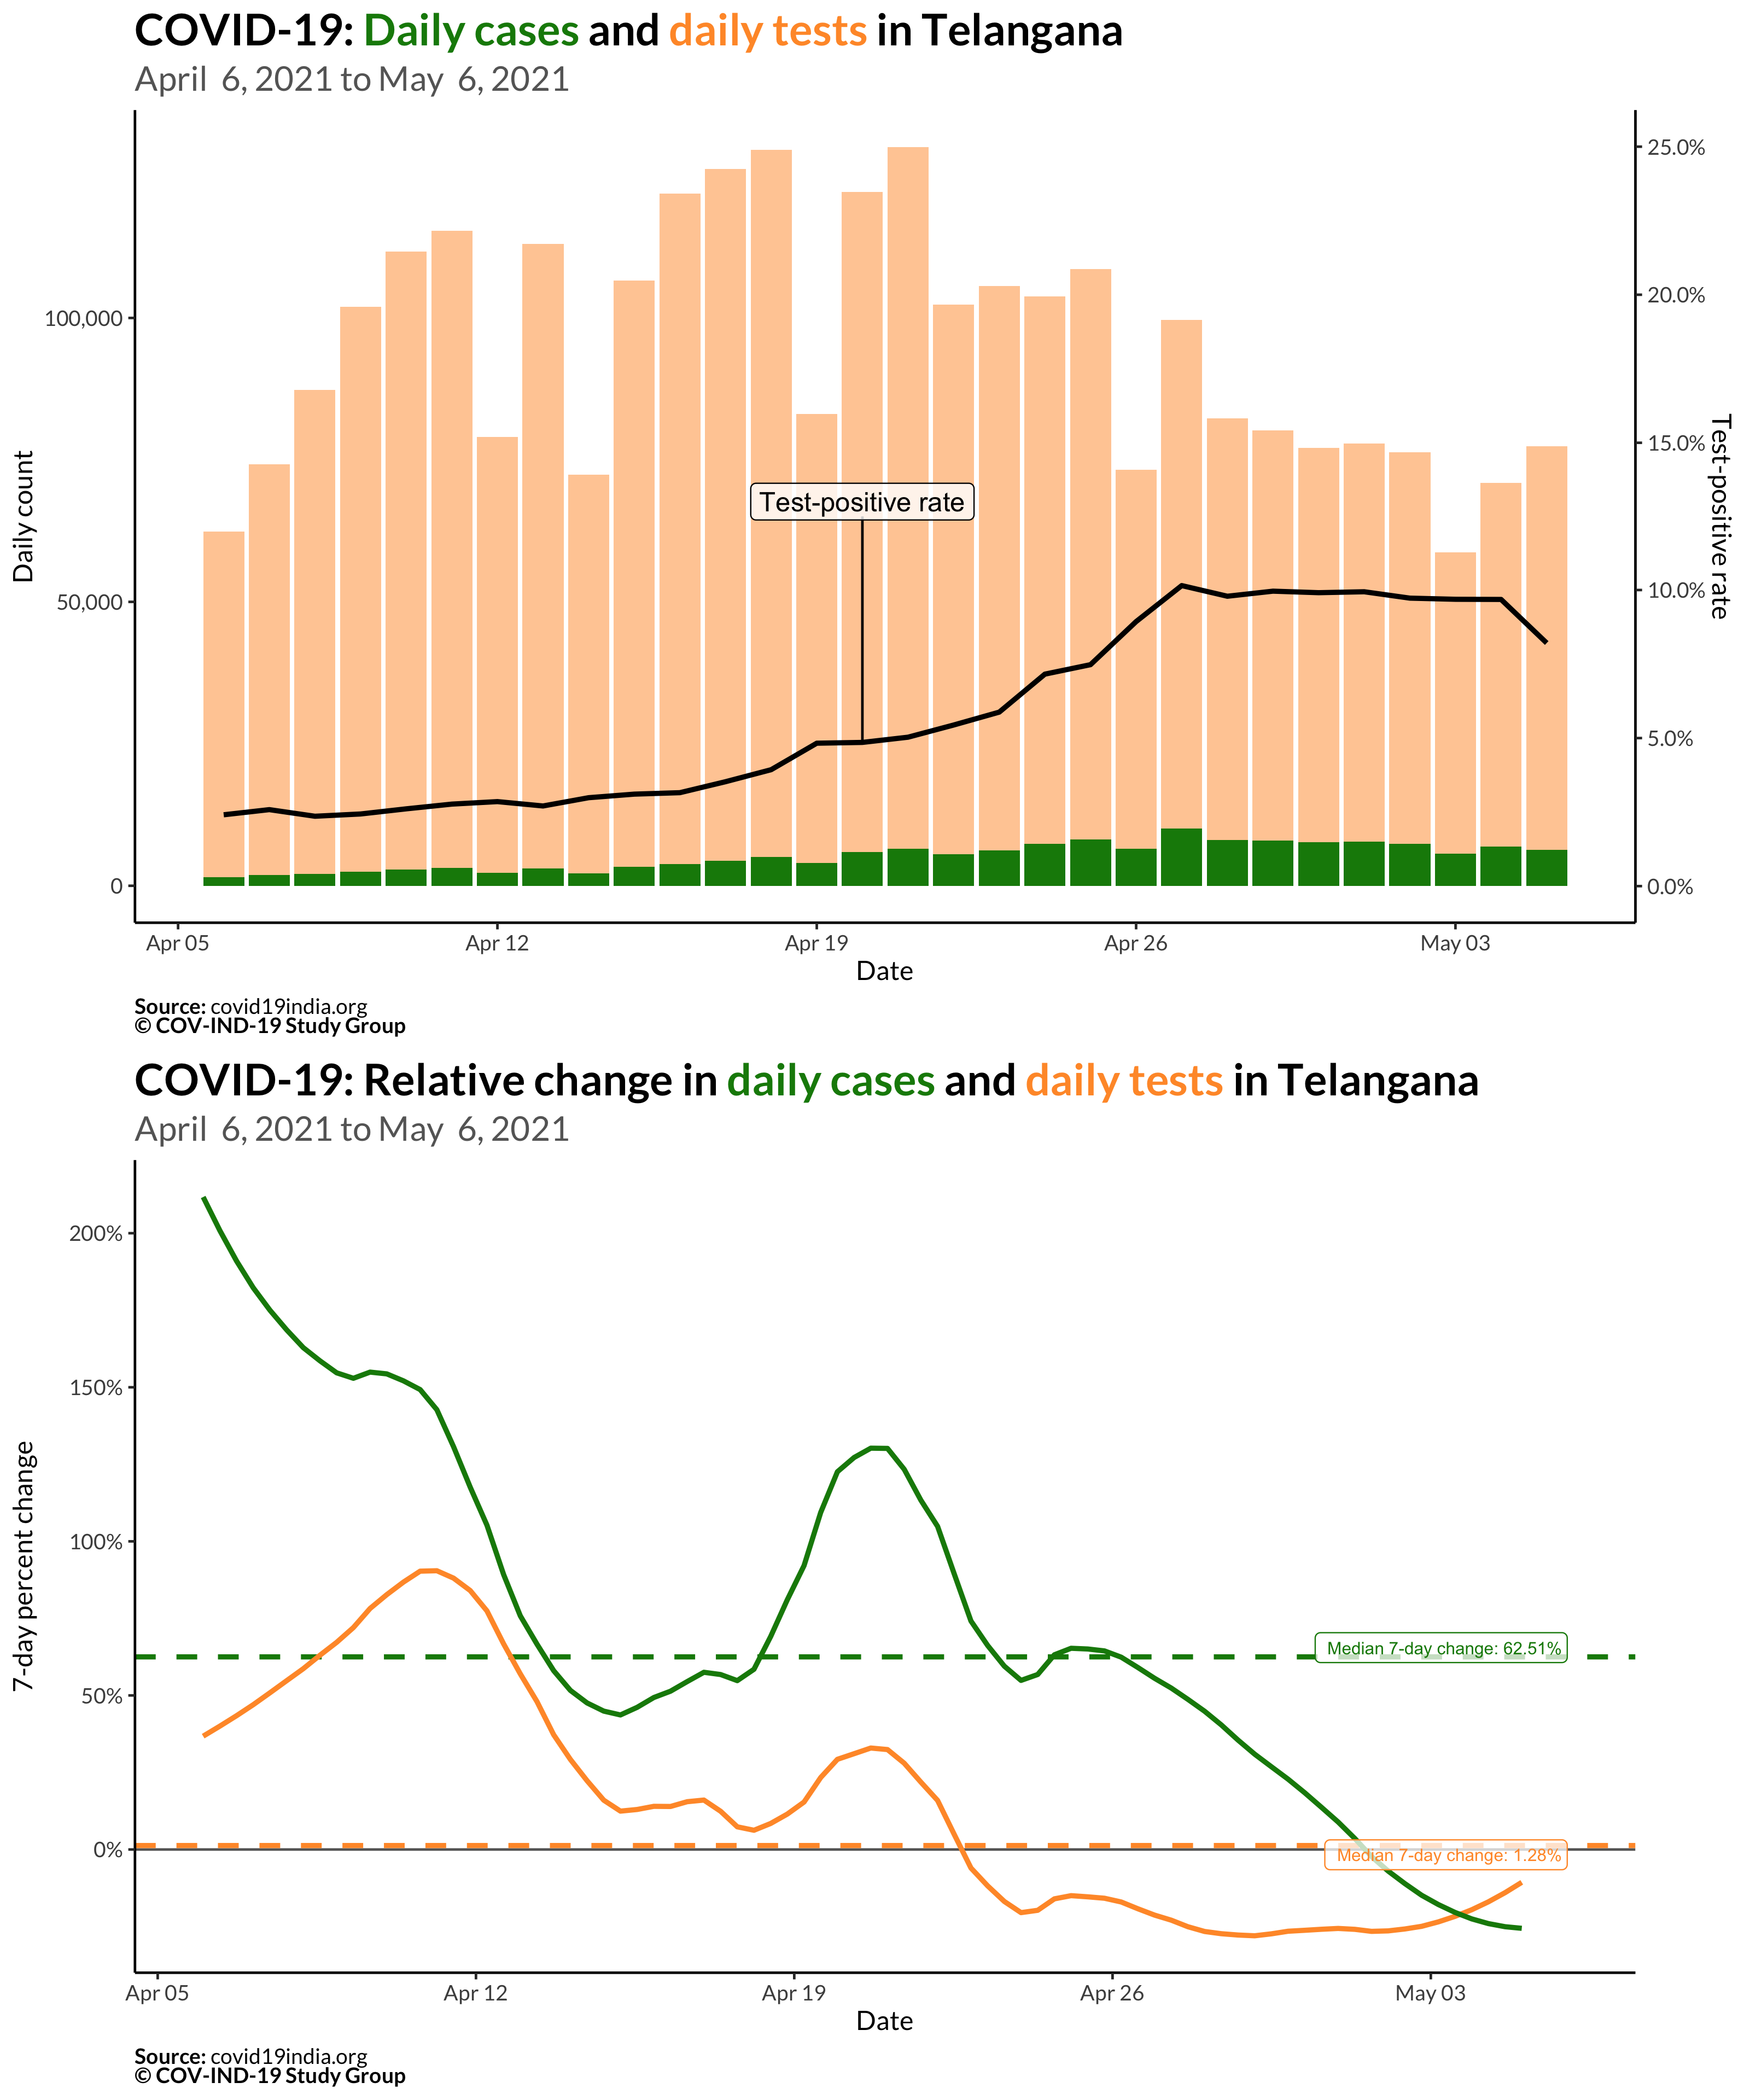 COVID-19: Daily cases and daily tests in Telangana
April 6, 2021 to May 6, 2021
Daily count
100,000
50,000
0
25.0%
20.0%
15.0%
10.0%
5.0%
0.0%
Test-positive rate
Test-positive rate
Apr 05
Apr 12
Apr 19
Apr 26
May 03
Date
Source: covid19india.org
© COV-IND-19 Study Group
COVID-19: Relative change in daily cases and daily tests in Telangana
April 6, 2021 to May 6, 2021
7-day percent change
200%
150%
100%
50%
0%
Median 7-day change: 62.51%
Median 7-day change: 1.28%
Apr 05
Apr 12
Apr 19
Apr 26
May 03
Date
Source: covid19india.org
© COV-IND-19 Study Group